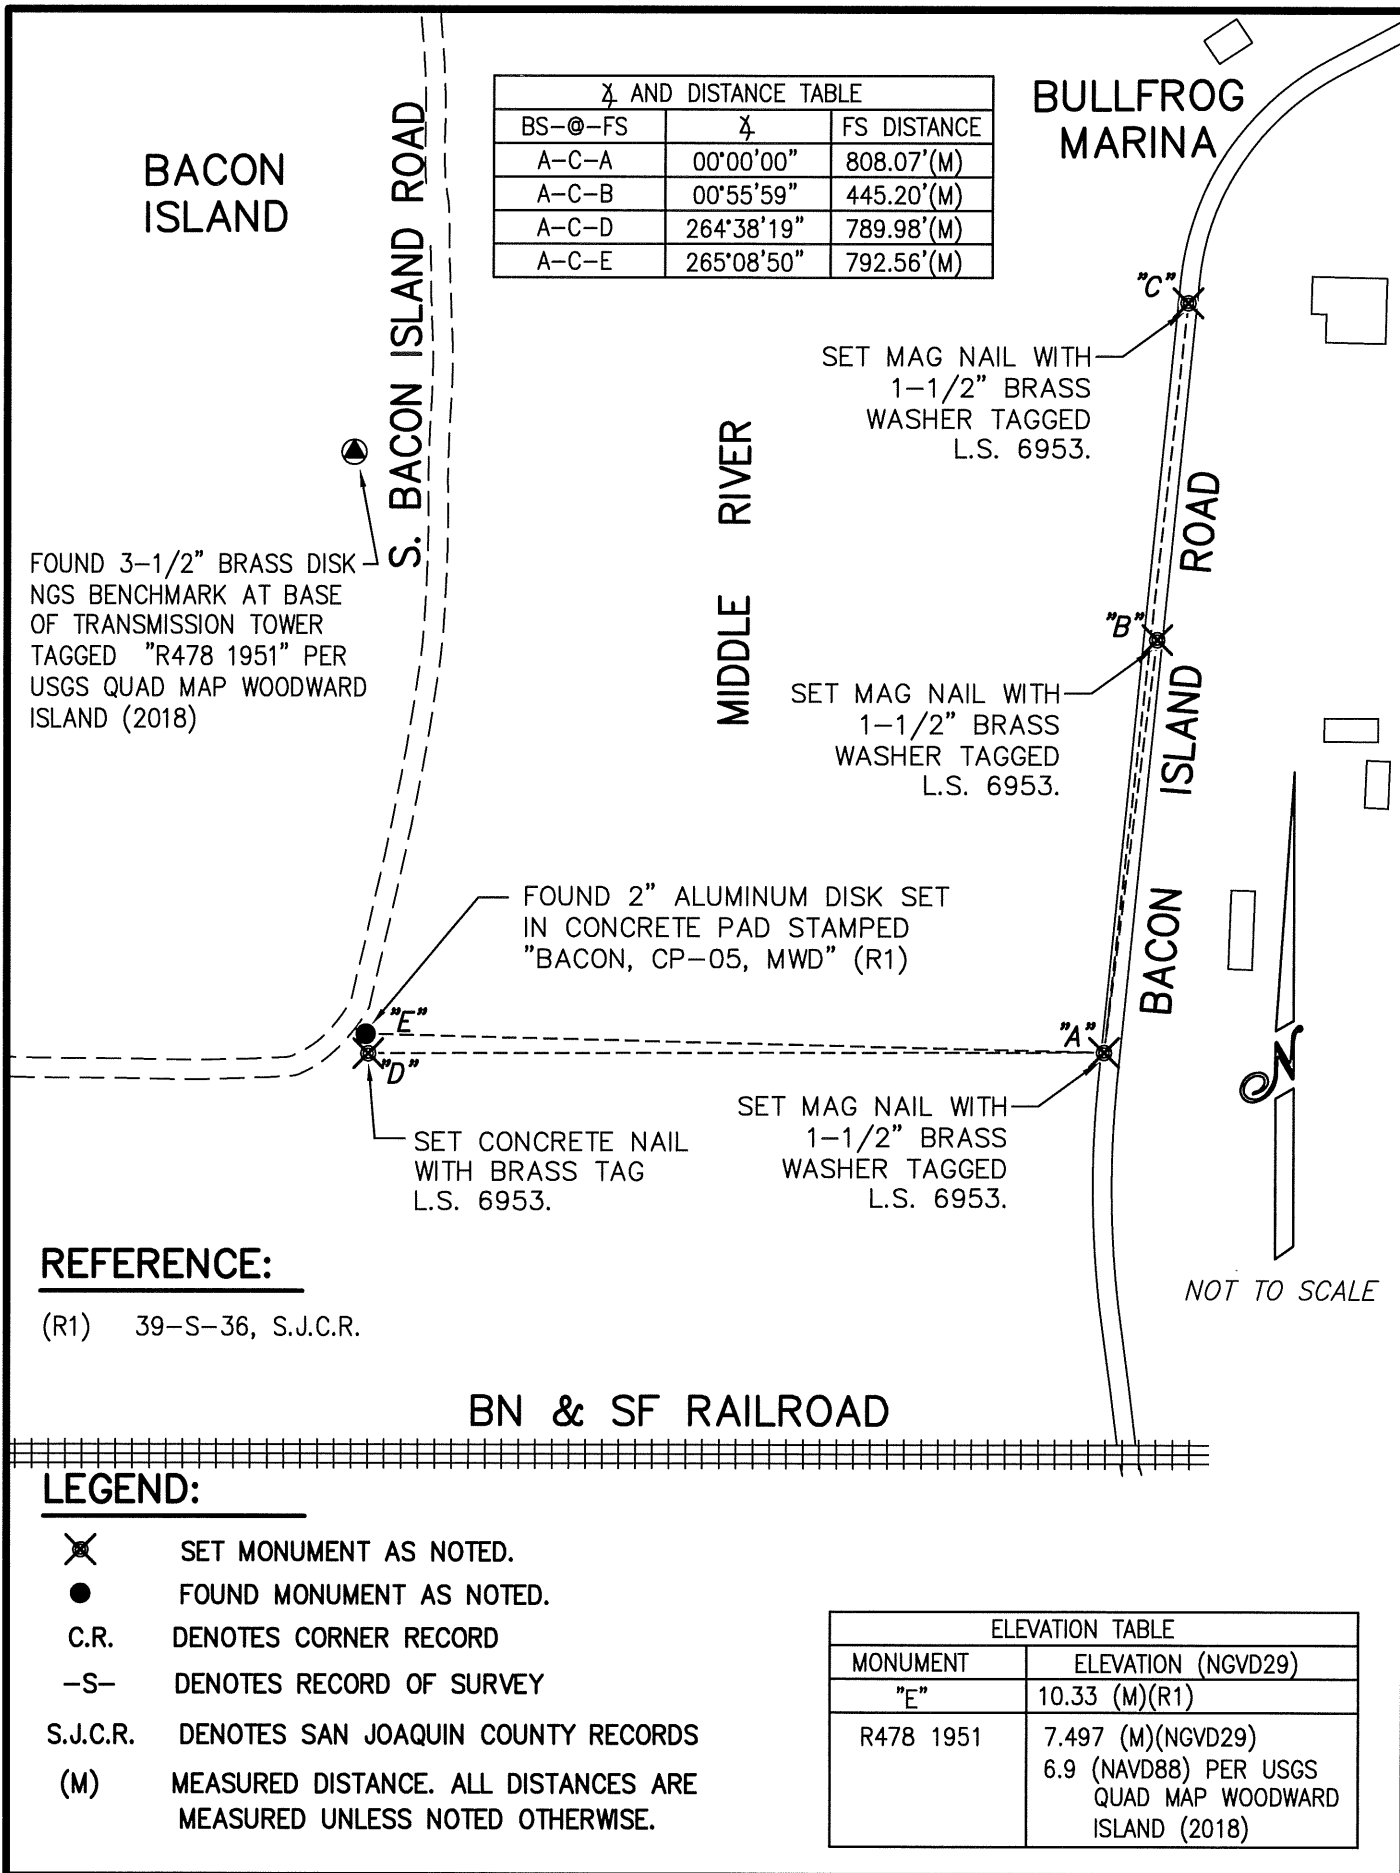 BACON
ISLAND
S. BACON ISLAND ROAD
∡ AND DISTANCE TABLE
BS-@-FS ∡ FS DISTANCE
A-C-A 00°00'00" 808.07'(M)
A-C-B 00°55'59" 445.20'(M)
A-C-D 264°38'19" 789.98'(M)
A-C-E 265°08'50" 792.56'(M)
BULLFROG
MARINA
"C"
SET MAG NAIL WITH
1-1/2" BRASS
WASHER TAGGED
L.S. 6953.
MIDDLE RIVER
BACON ISLAND ROAD
FOUND 3-1/2" BRASS DISK
NGS BENCHMARK AT BASE
OF TRANSMISSION TOWER
TAGGED "R478 1951" PER
USGS QUAD MAP WOODWARD
ISLAND (2018)
"B"
SET MAG NAIL WITH
1-1/2" BRASS
WASHER TAGGED
L.S. 6953.
FOUND 2" ALUMINUM DISK SET
IN CONCRETE PAD STAMPED
"BACON, CP-05, MWD" (R1)
"E"
"D"
"A"
SET CONCRETE NAIL
WITH BRASS TAG
L.S. 6953.
SET MAG NAIL WITH
1-1/2" BRASS
WASHER TAGGED
L.S. 6953.
N
NOT TO SCALE
REFERENCE:
(R1) 39-S-36, S.J.C.R.
BN & SF RAILROAD
LEGEND:
SET MONUMENT AS NOTED.
FOUND MONUMENT AS NOTED.
C.R. DENOTES CORNER RECORD
-S- DENOTES RECORD OF SURVEY
S.J.C.R. DENOTES SAN JOAQUIN COUNTY RECORDS
(M) MEASURED DISTANCE. ALL DISTANCES ARE
MEASURED UNLESS NOTED OTHERWISE.
ELEVATION TABLE
MONUMENT ELEVATION (NGVD29)
"E" 10.33 (M)(R1)
R478 1951 7.497 (M)(NGVD29)
6.9 (NAVD88) PER USGS
QUAD MAP WOODWARD
ISLAND (2018)